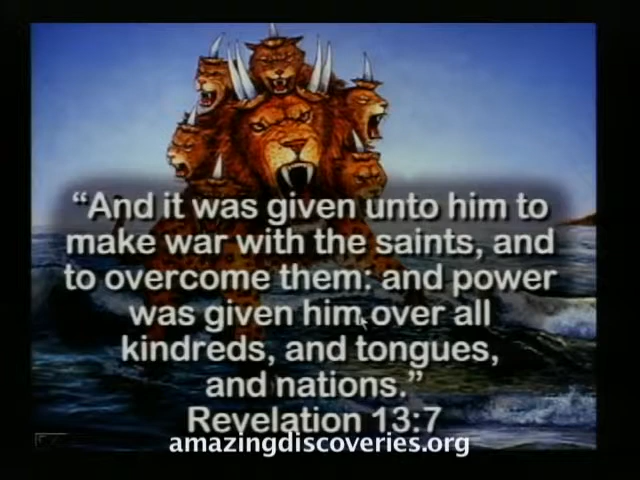 “And it was given unto him to
make war with the saints, and
to overcome them: and power
was given him over all
kindreds, and tongues,
and nations.”
Revelation 13:7
amazingdiscoveries.org